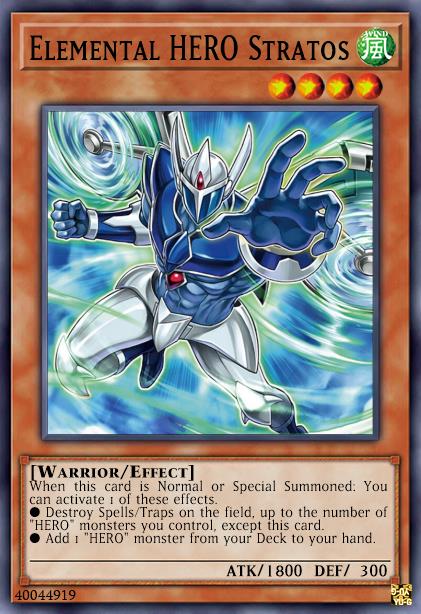 ELEMENTAL HERO STRATOS
WIND
風
[WARRIOR/EFFECT]
When this card is Normal or Special Summoned: You
can activate 1 of these effects.
● Destroy Spells/Traps on the field, up to the number of
"HERO" monsters you control, except this card.
● Add 1 "HERO" monster from your Deck to your hand.
ATK/1800 DEF/ 300
40044919